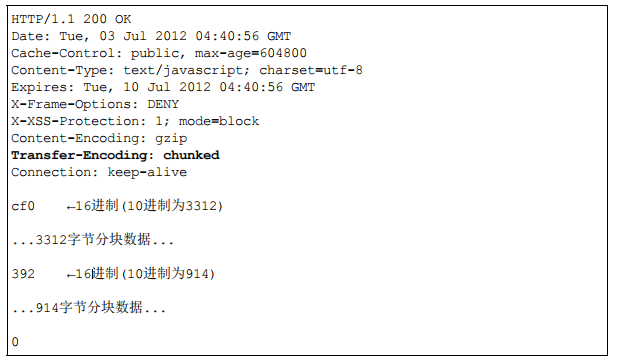 HTTP/1.1 200 OK
Date: Tue, 03 Jul 2012 04:40:56 GMT
Cache-Control: public, max-age=604800
Content-Type: text/javascript; charset=utf-8
Expires: Tue, 10 Jul 2012 04:40:56 GMT
X-Frame-Options: DENY
X-XSS-Protection: 1; mode=block
Content-Encoding: gzip
Transfer-Encoding: chunked
Connection: keep-alive
cf0 ←16进制(10进制为3312)
...3312字节分块数据...
392 ←16进制(10进制为914)
...914字节分块数据...
0